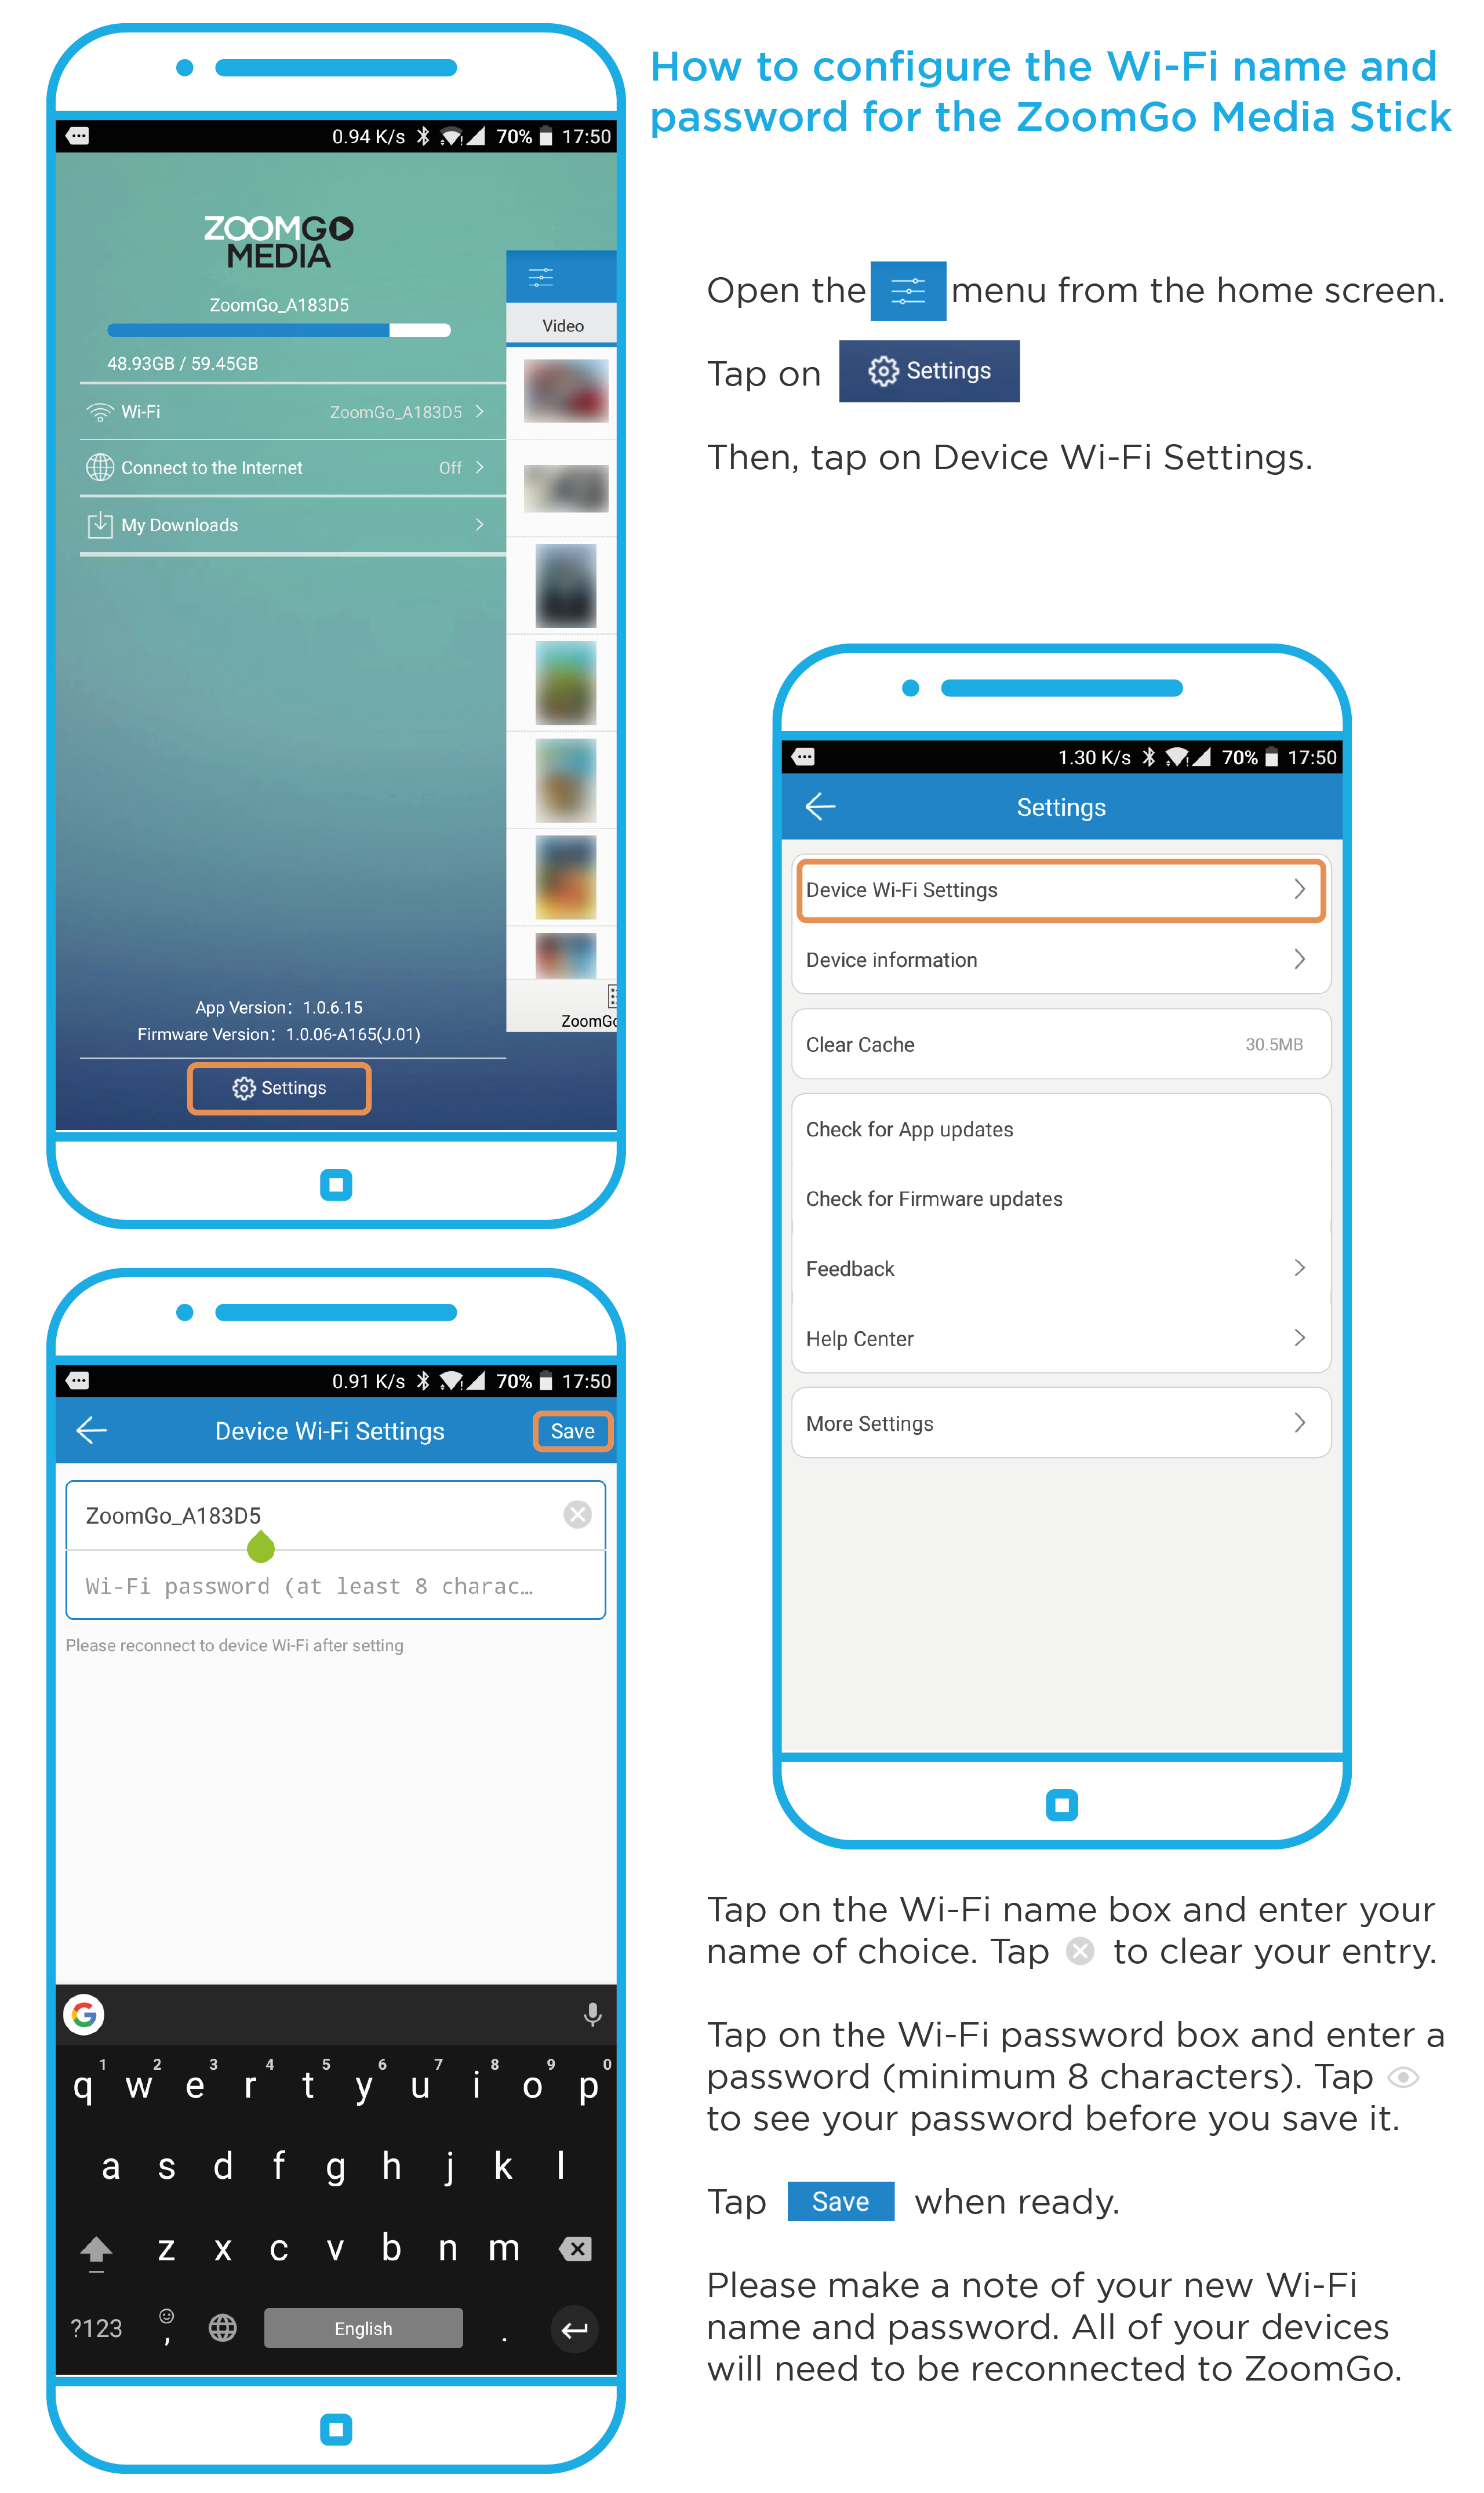 How to configure the Wi-Fi name and
password for the ZoomGo Media Stick
0.94 K/s 70% 17:50
ZOOMGO
MEDIA
ZoomGo_A183D5
48.93GB / 59.45GB
Wi-Fi ZoomGo_A183D5
Connect to the Internet Off
My Downloads
Video
App Version: 1.0.6.15
Firmware Version: 1.0.06-A165(J.01)
ZoomGo
Settings
Open the menu from the home screen.
Tap on Settings
Then, tap on Device Wi-Fi Settings.
1.30 K/s 70% 17:50
Settings
Device Wi-Fi Settings
Device information
Clear Cache 30.5MB
Check for App updates
Check for Firmware updates
Feedback
Help Center
More Settings
0.91 K/s 70% 17:50
Device Wi-Fi Settings Save
ZoomGo_A183D5
Wi-Fi password (at least 8 charac…
Please reconnect to device Wi-Fi after setting
G
1 2 3 4 5 6 7 8 9 0
q w e r t y u i o p
a s d f g h j k l
z x c v b n m
?123 , English .
Tap on the Wi-Fi name box and enter your
name of choice. Tap to clear your entry.
Tap on the Wi-Fi password box and enter a
password (minimum 8 characters). Tap
to see your password before you save it.
Tap Save when ready.
Please make a note of your new Wi-Fi
name and password. All of your devices
will need to be reconnected to ZoomGo.